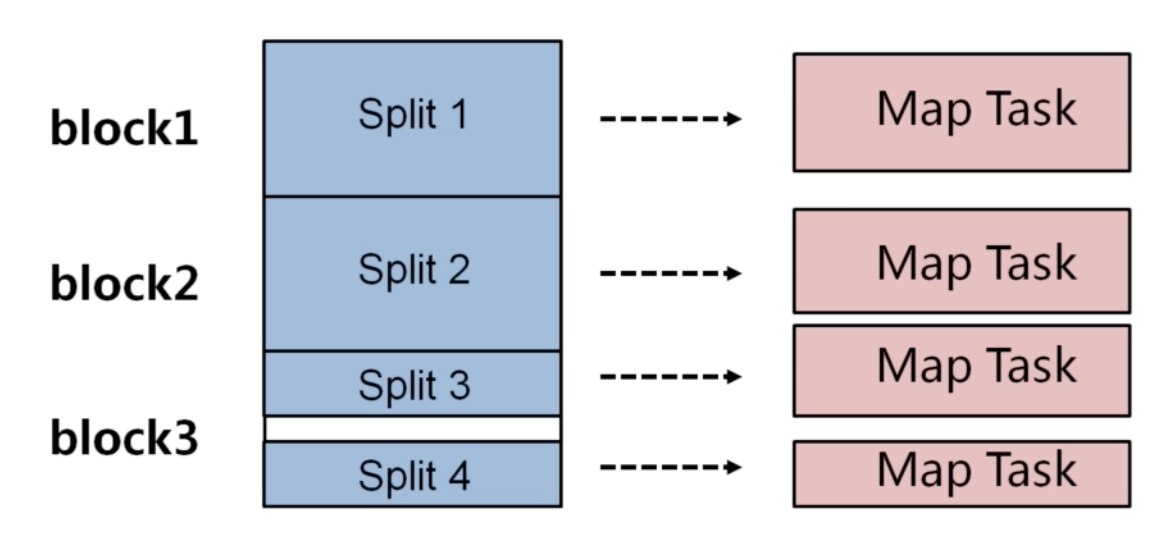 block1
Split 1
Map Task
block2
Split 2
Map Task
Split 3
Map Task
block3
Split 4
Map Task